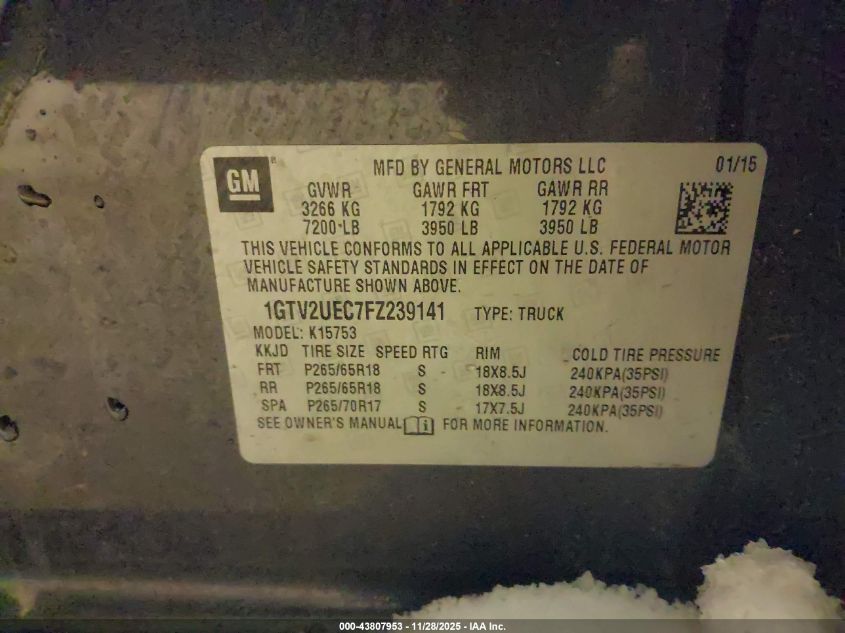 GM MFD BY GENERAL MOTORS LLC 01/15
GVWR GAWR FRT GAWR RR
3266 KG 1792 KG 1792 KG
7200 LB 3950 LB 3950 LB
THIS VEHICLE CONFORMS TO ALL APPLICABLE U.S. FEDERAL MOTOR
VEHICLE SAFETY STANDARDS IN EFFECT ON THE DATE OF
MANUFACTURE SHOWN ABOVE.
1GTV2UEC7FZ239141 TYPE: TRUCK
MODEL: K15753
KKJD TIRE SIZE SPEED RTG RIM COLD TIRE PRESSURE
FRT P265/65R18 S 18X8.5J 240KPA(35PSI)
RR P265/65R18 S 18X8.5J 240KPA(35PSI)
SPA P265/70R17 S 17X7.5J 240KPA(35PSI)
SEE OWNER'S MANUAL FOR MORE INFORMATION.
000-43807953 - 11/28/2025 - IAA Inc.